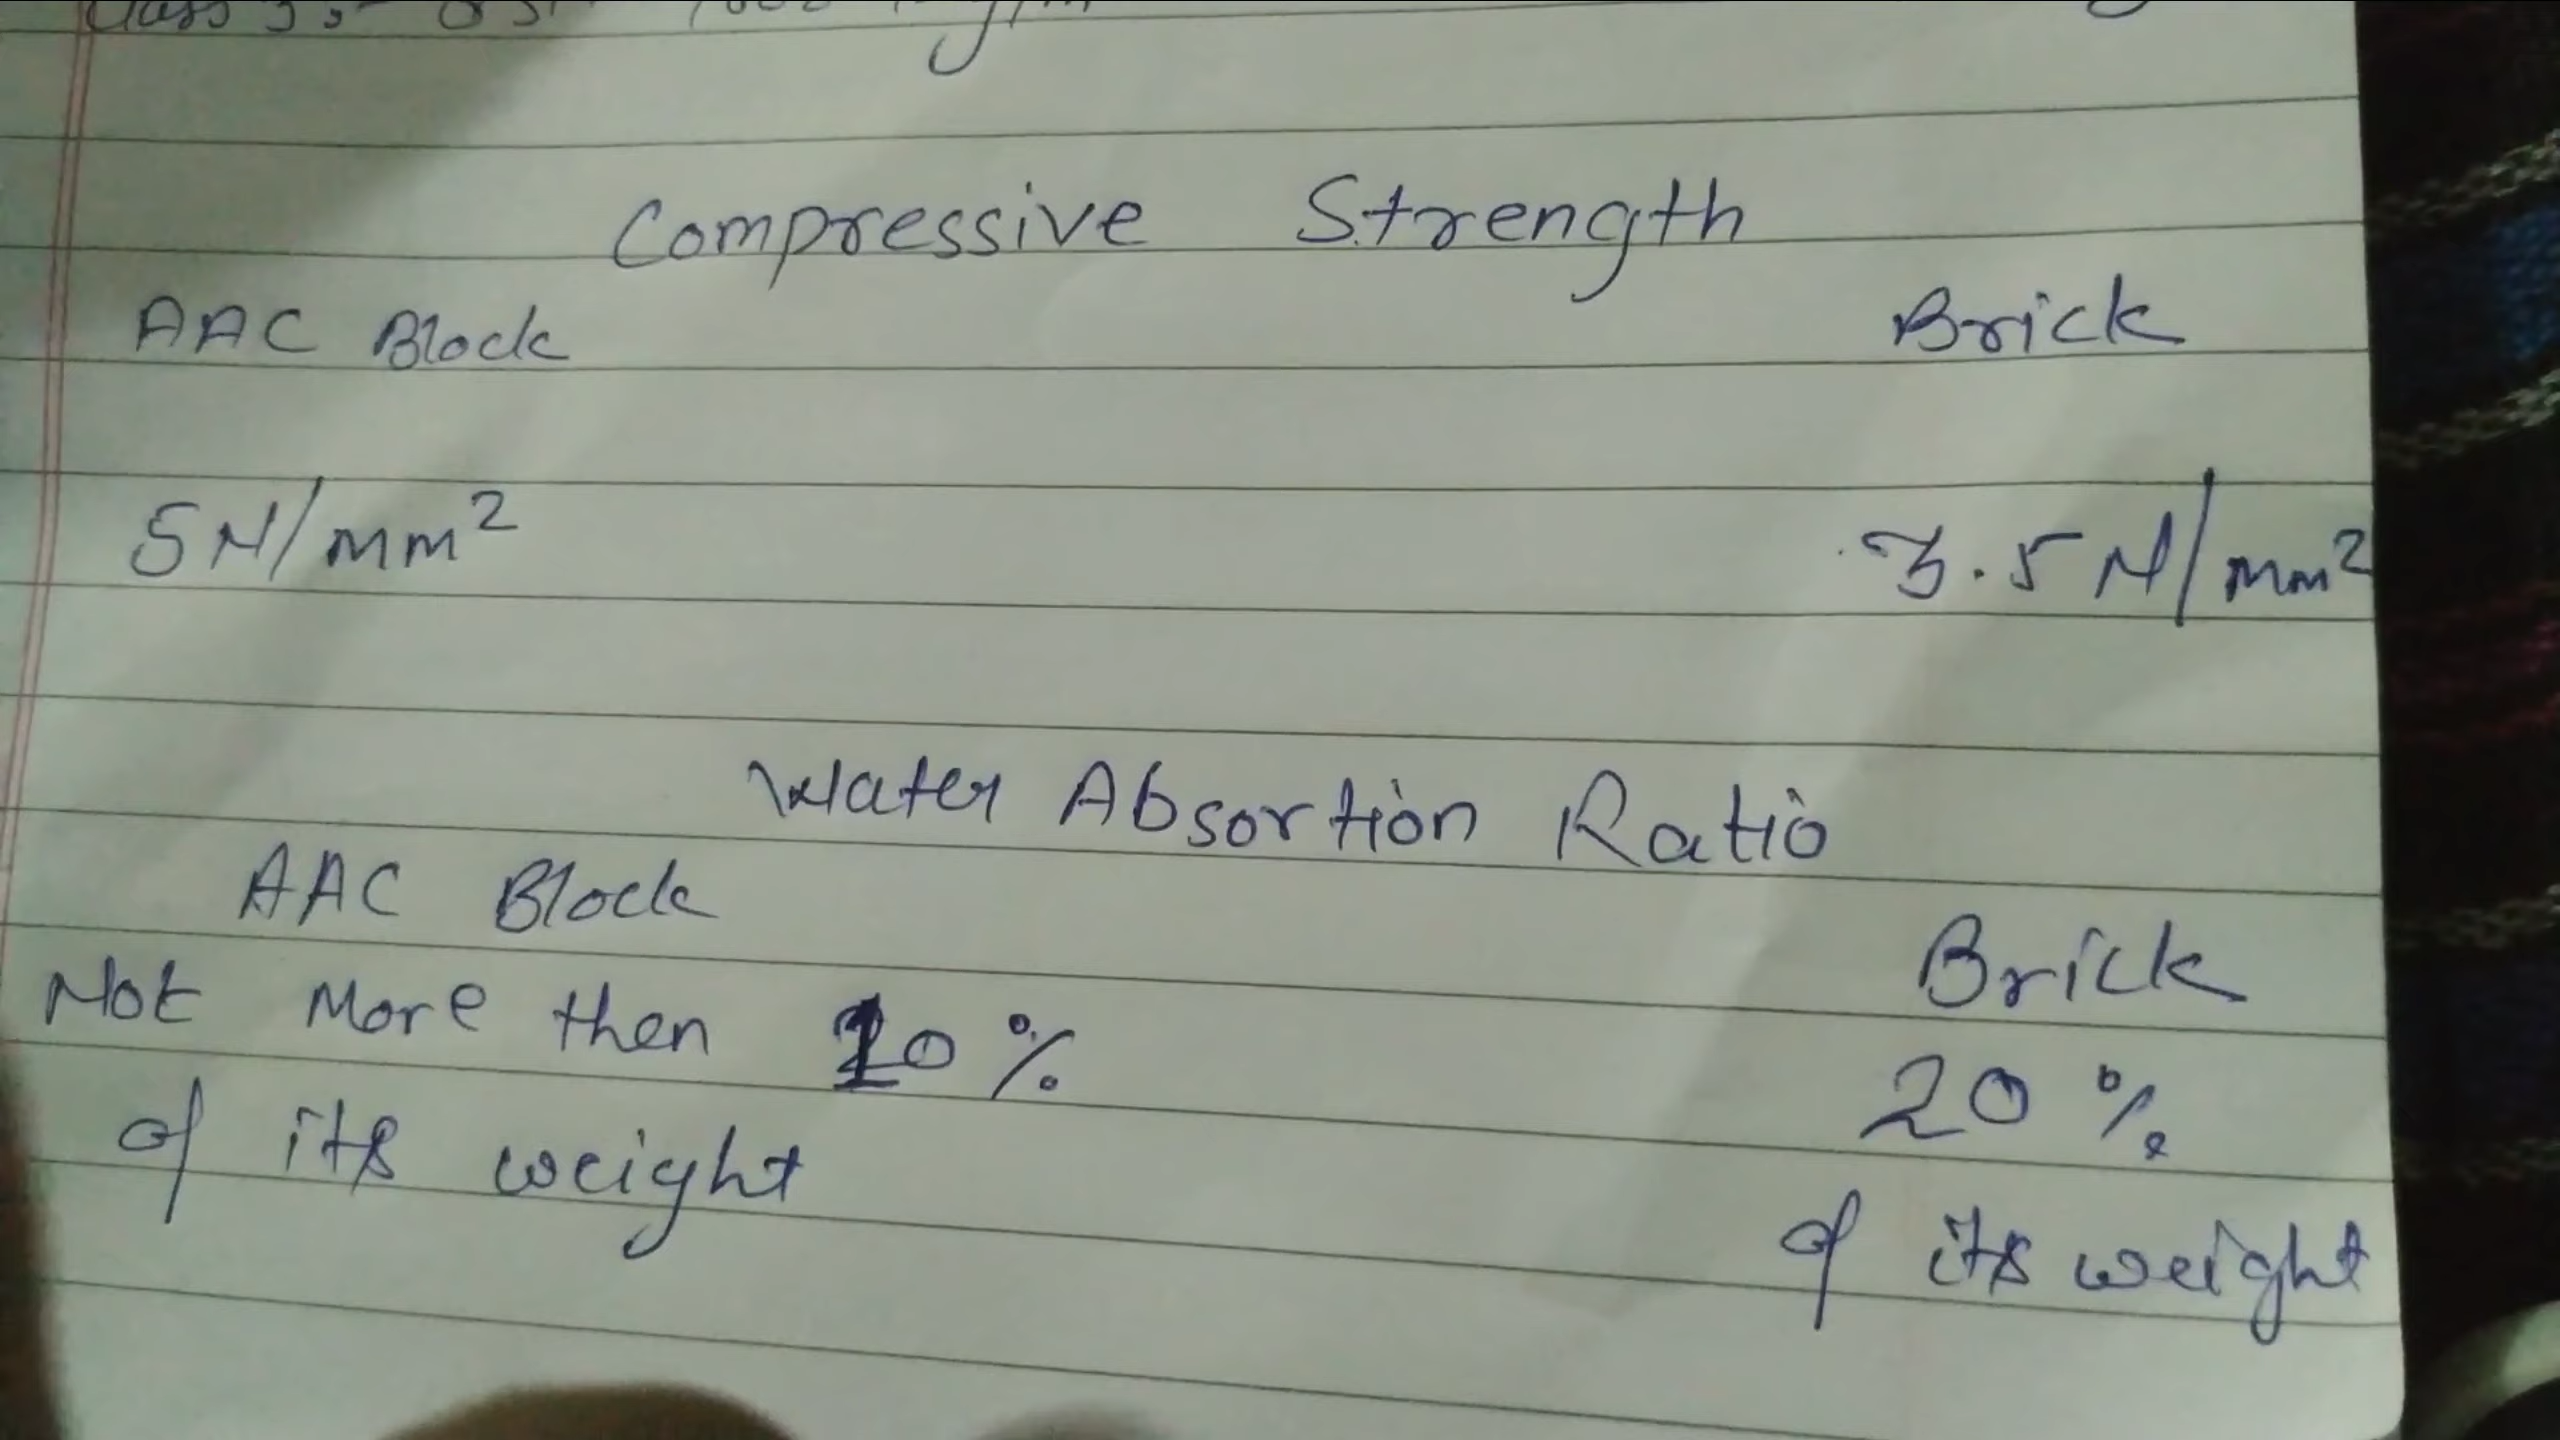 Compressive Strength
AAC Block Brick
5N/mm² 3.5 N/mm²
Water Absortion Ratio
AAC Block Brick
Not More then 10% 20%
of its weight of its weight